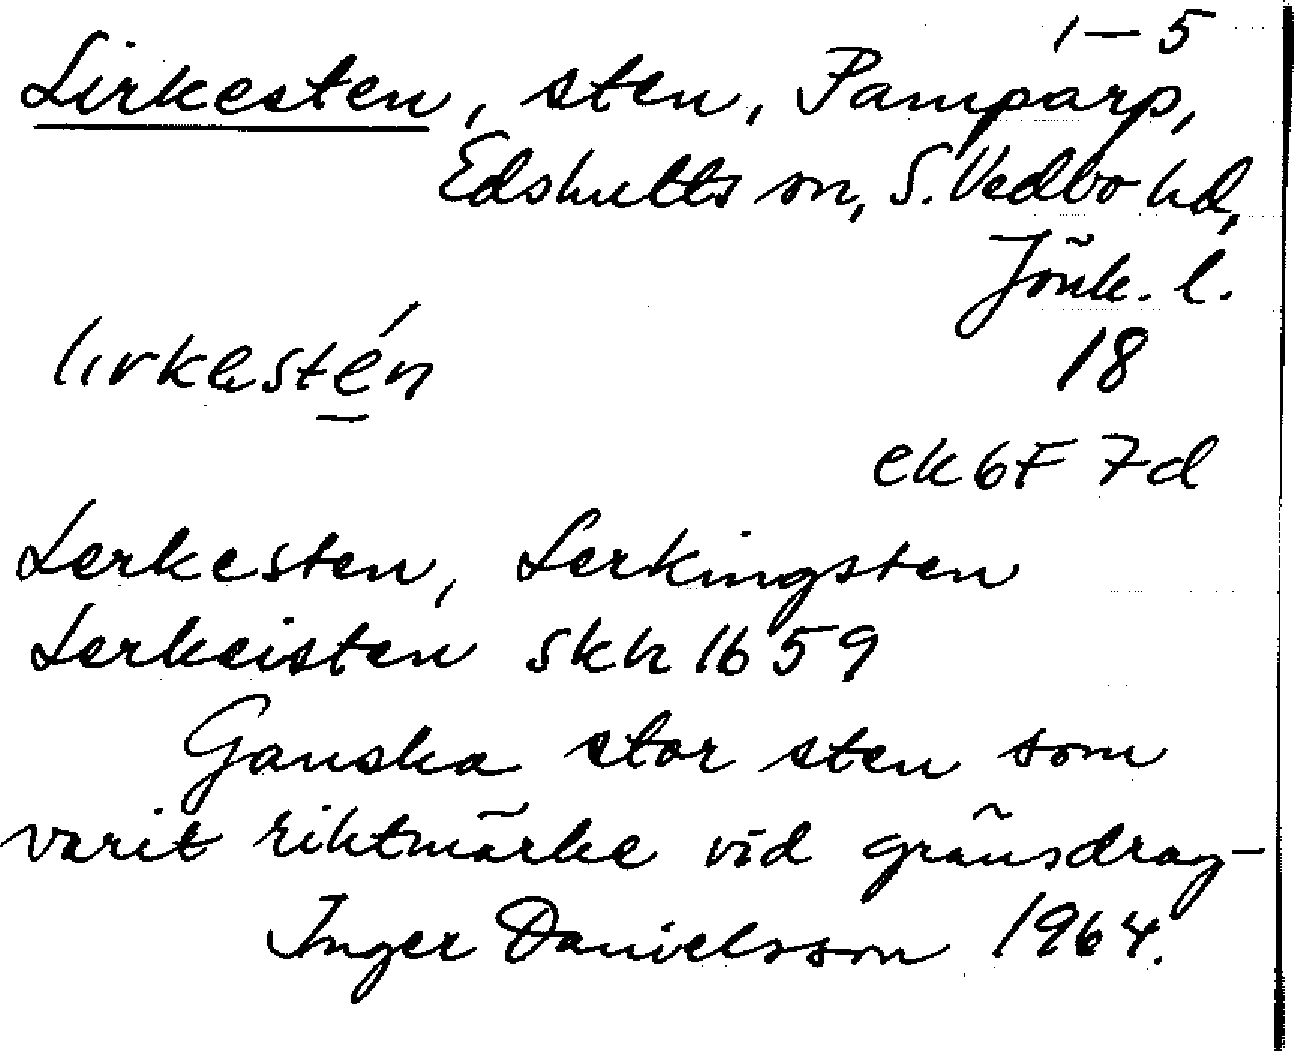 1-5
Lirkesten, sten, Pamparp,
Edshults sn, S. Vedbo hd,
Jönk. l.
lırkastén 18
ek 6F 7d
Lerkesten, Lerkingsten
Lerkeisten skh 1659
Ganska stor sten som
varit riktmärke vid gränsdrag-
Inger Danielsson 1964.